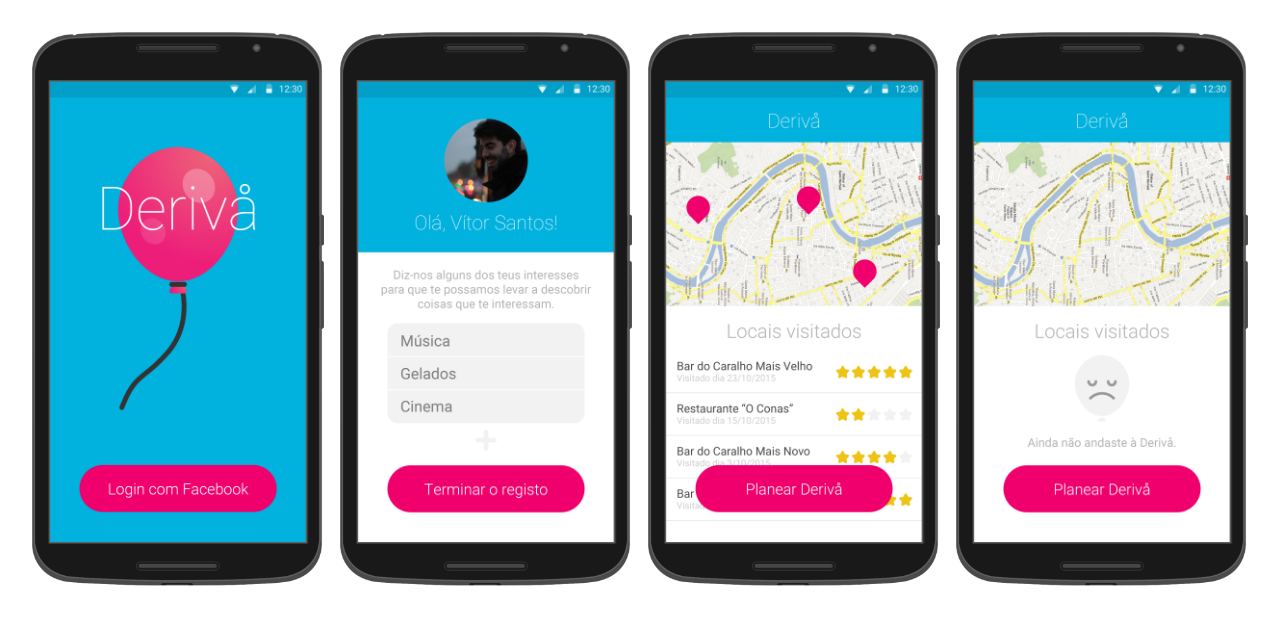 12:30
Derivå
Login com Facebook
12:30
Olá, Vítor Santos!
Diz-nos alguns dos teus interesses
para que te possamos levar a descobrir
coisas que te interessam.
Música
Gelados
Cinema
+
Terminar o registo
12:30
Derivå
Locais visitados
Bar do Caralho Mais Velho
Visitado dia 23/10/2015
Restaurante “O Conas”
Visitado dia 15/10/2015
Bar do Caralho Mais Novo
Visitado dia 3/10/2015
Bar
Planear Derivå
12:30
Derivå
Locais visitados
Ainda não andaste à Derivå.
Planear Derivå